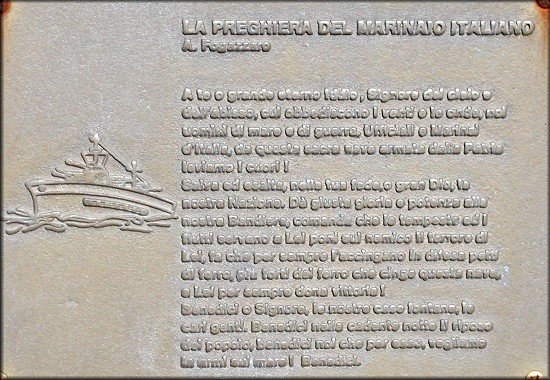 LA PREGHIERA DEL MARINAIO ITALIANO
A. Fogazzaro
A te o grande eterno Iddio, Signore del cielo e
dell'abisso, cui obbediscono i venti e le onde, noi
uomini di mare e di guerra, Ufficiali e Marinai
d'Italia, da questa sacra nave armata dalla Patria
leviamo i cuori !
Salva ed esalta, nella tua fede, o gran Dio, la
nostra Nazione. Dà giusta gloria e potenza alla
nostra Bandiera, comanda che le tempeste ed i
flutti servano a Lei poni sul nemico il terrore di
Lei, fa che per sempre l'accingano in difesa petti
di ferro, più forti del ferro che cinge questa nave,
a Lei per sempre dona vittoria !
Benedici o Signore, le nostre case lontane, le
cari genti. Benedici nella cadente notte il riposo
del popolo, benedici noi che per esso, vegliamo
in armi sul mare ! Benedici.